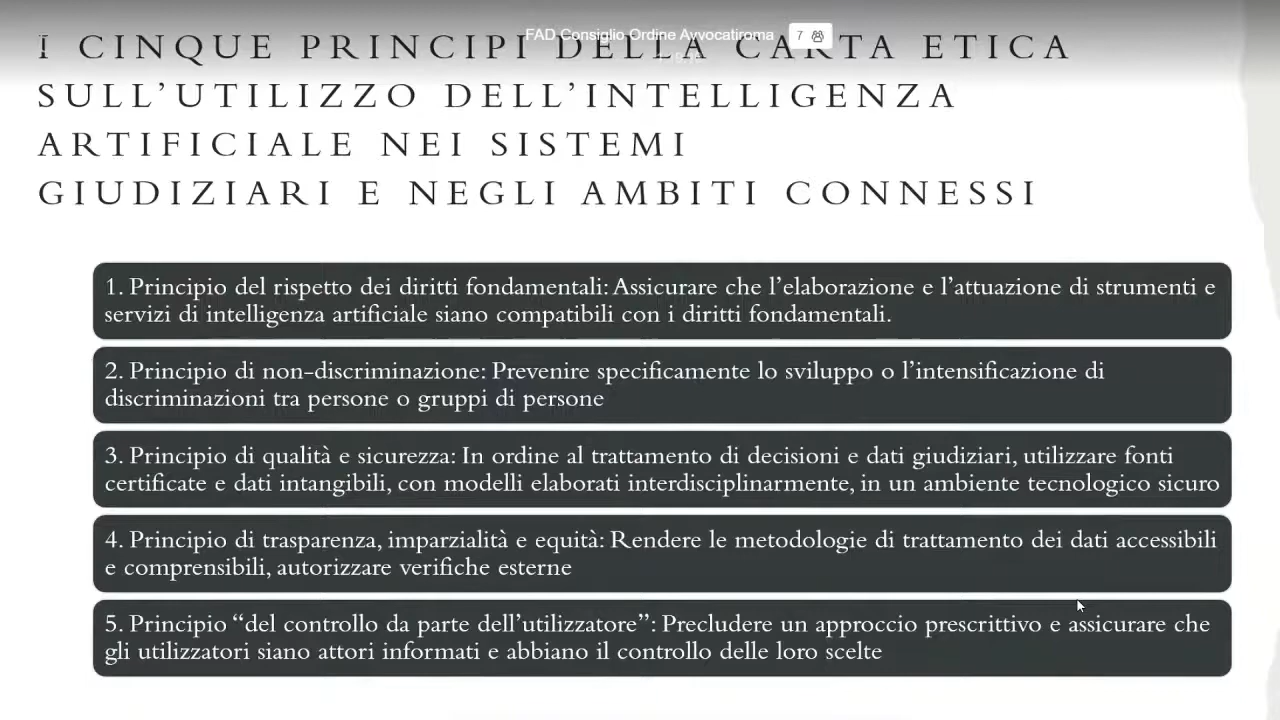 FAD Consiglio Ordine Avvocatiroma 7
I CINQUE PRINCIPI DELLA CARTA ETICA
SULL’UTILIZZO DELL’INTELLIGENZA
ARTIFICIALE NEI SISTEMI
GIUDIZIARI E NEGLI AMBITI CONNESSI
1. Principio del rispetto dei diritti fondamentali: Assicurare che l’elaborazione e l’attuazione di strumenti e
servizi di intelligenza artificiale siano compatibili con i diritti fondamentali.
2. Principio di non-discriminazione: Prevenire specificamente lo sviluppo o l’intensificazione di
discriminazioni tra persone o gruppi di persone
3. Principio di qualità e sicurezza: In ordine al trattamento di decisioni e dati giudiziari, utilizzare fonti
certificate e dati intangibili, con modelli elaborati interdisciplinarmente, in un ambiente tecnologico sicuro
4. Principio di trasparenza, imparzialità e equità: Rendere le metodologie di trattamento dei dati accessibili
e comprensibili, autorizzare verifiche esterne
5. Principio “del controllo da parte dell’utilizzatore”: Precludere un approccio prescrittivo e assicurare che
gli utilizzatori siano attori informati e abbiano il controllo delle loro scelte